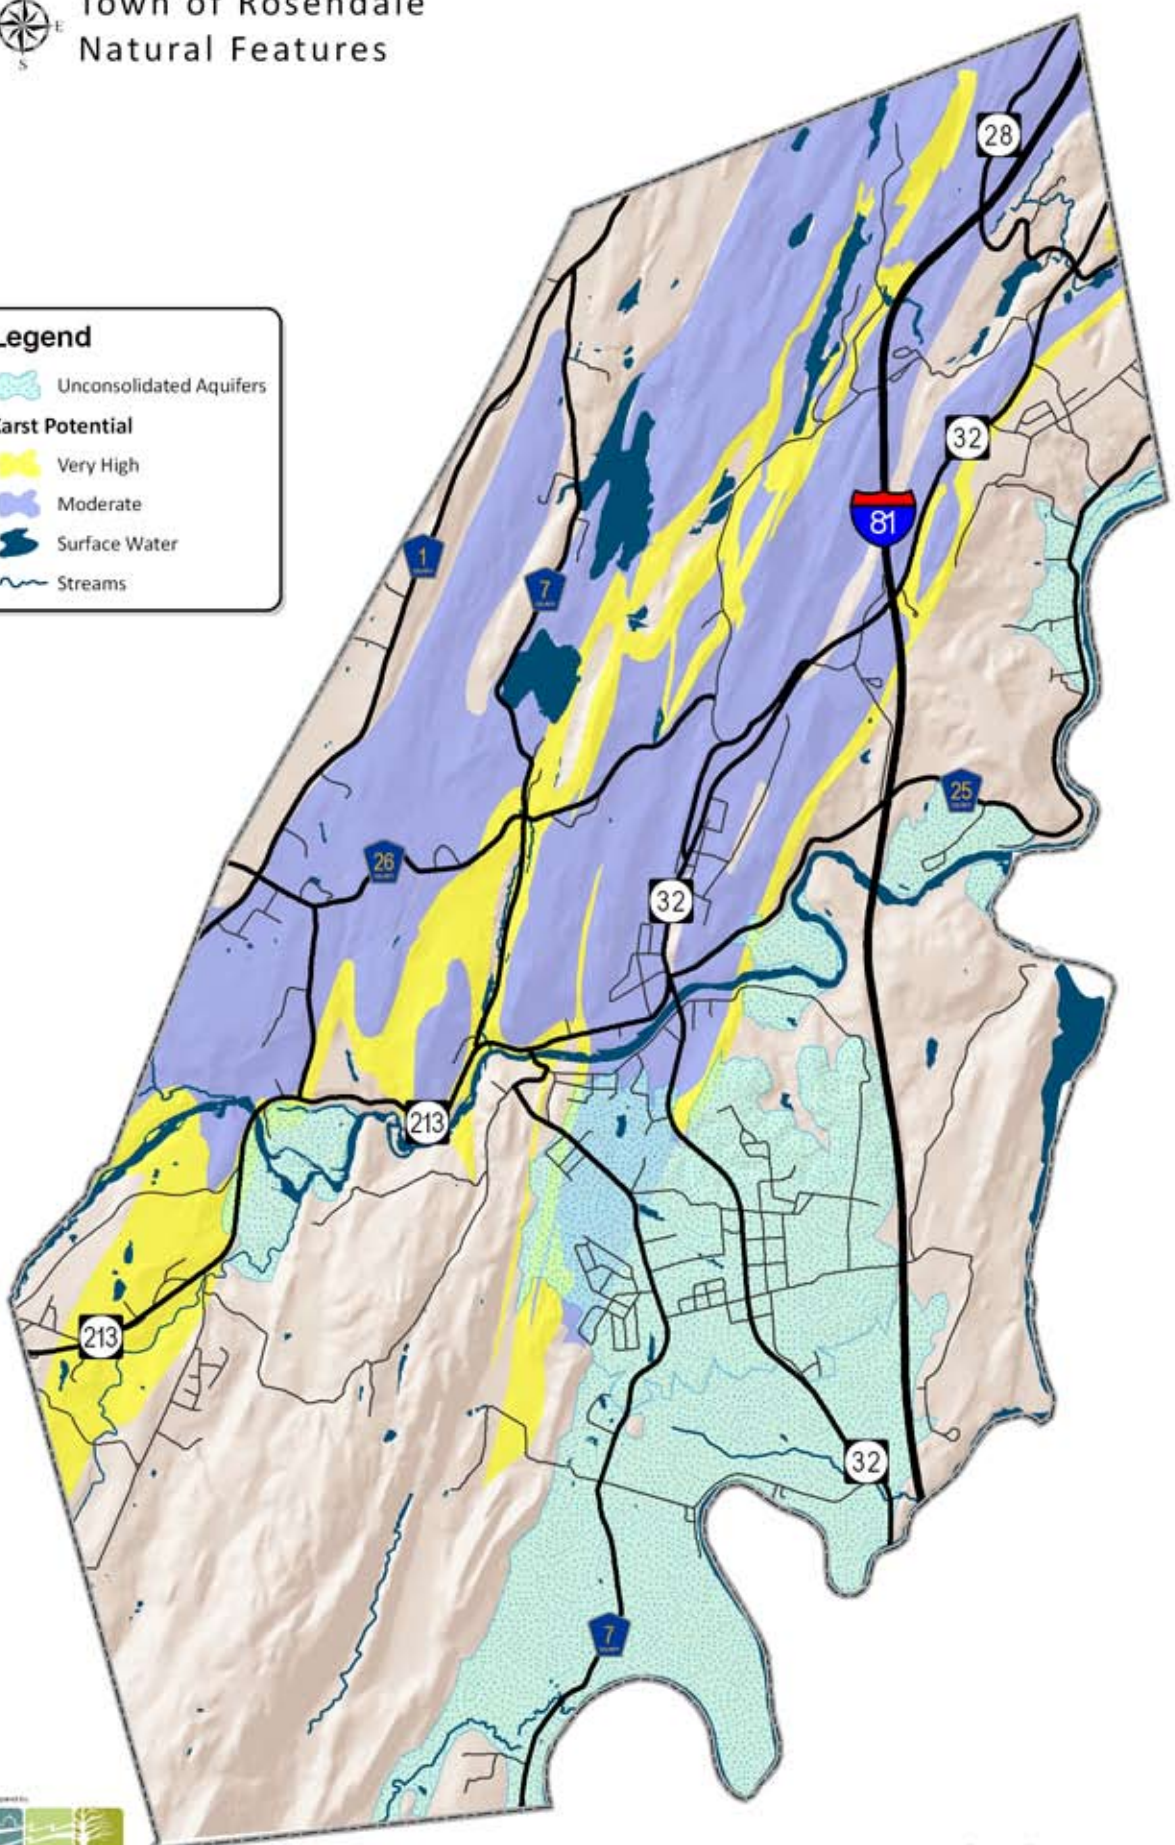 Town of Rosendale
Natural Features
E
S
28
Legend
Unconsolidated Aquifers
Karst Potential
Very High
Moderate
Surface Water
Streams
32
81
1
7
25
26
32
213
213
32
7